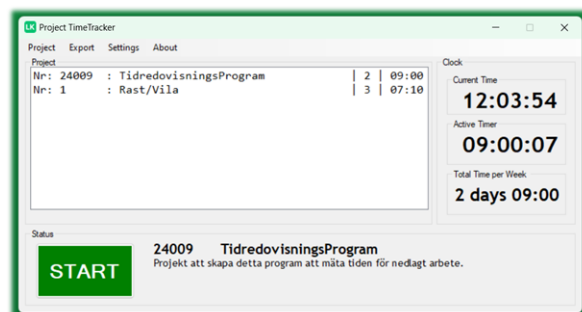 LK Project TimeTracker
Project Export Settings About
Project
Nr: 24009 : TidredovisningsProgram | 2 | 09:00
Nr: 1 : Rast/Vila | 3 | 07:10
Clock
Current Time
12:03:54
Active Timer
09:00:07
Total Time per Week
2 days 09:00
Status
START
24009 TidredovisningsProgram
Projekt att skapa detta program att mäta tiden för nedlagt arbete.